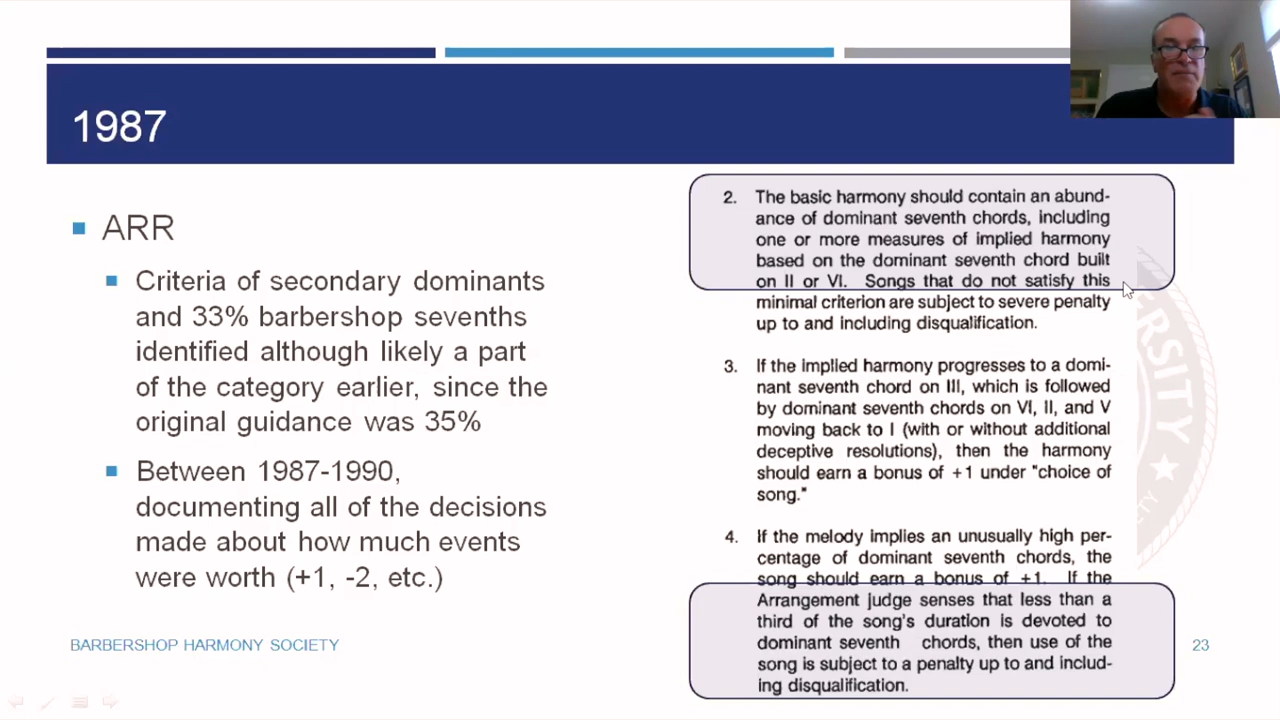 1987
ARR
Criteria of secondary dominants
and 33% barbershop sevenths
identified although likely a part
of the category earlier, since the
original guidance was 35%
Between 1987-1990,
documenting all of the decisions
made about how much events
were worth (+1, -2, etc.)
2. The basic harmony should contain an abund-
ance of dominant seventh chords, including
one or more measures of implied harmony
based on the dominant seventh chord built
on II or VI. Songs that do not satisfy this
minimal criterion are subject to severe penalty
up to and including disqualification.
3. If the implied harmony progresses to a domi-
nant seventh chord on III, which is followed
by dominant seventh chords on VI, II, and V
moving back to I (with or without additional
deceptive resolutions), then the harmony
should earn a bonus of +1 under "choice of
song."
4. If the melody implies an unusually high per-
centage of dominant seventh chords, the
song should earn a bonus of +1. If the
Arrangement judge senses that less than a
third of the song's duration is devoted to
dominant seventh chords, then use of the
song is subject to a penalty up to and includ-
ing disqualification.
BARBERSHOP HARMONY SOCIETY
23